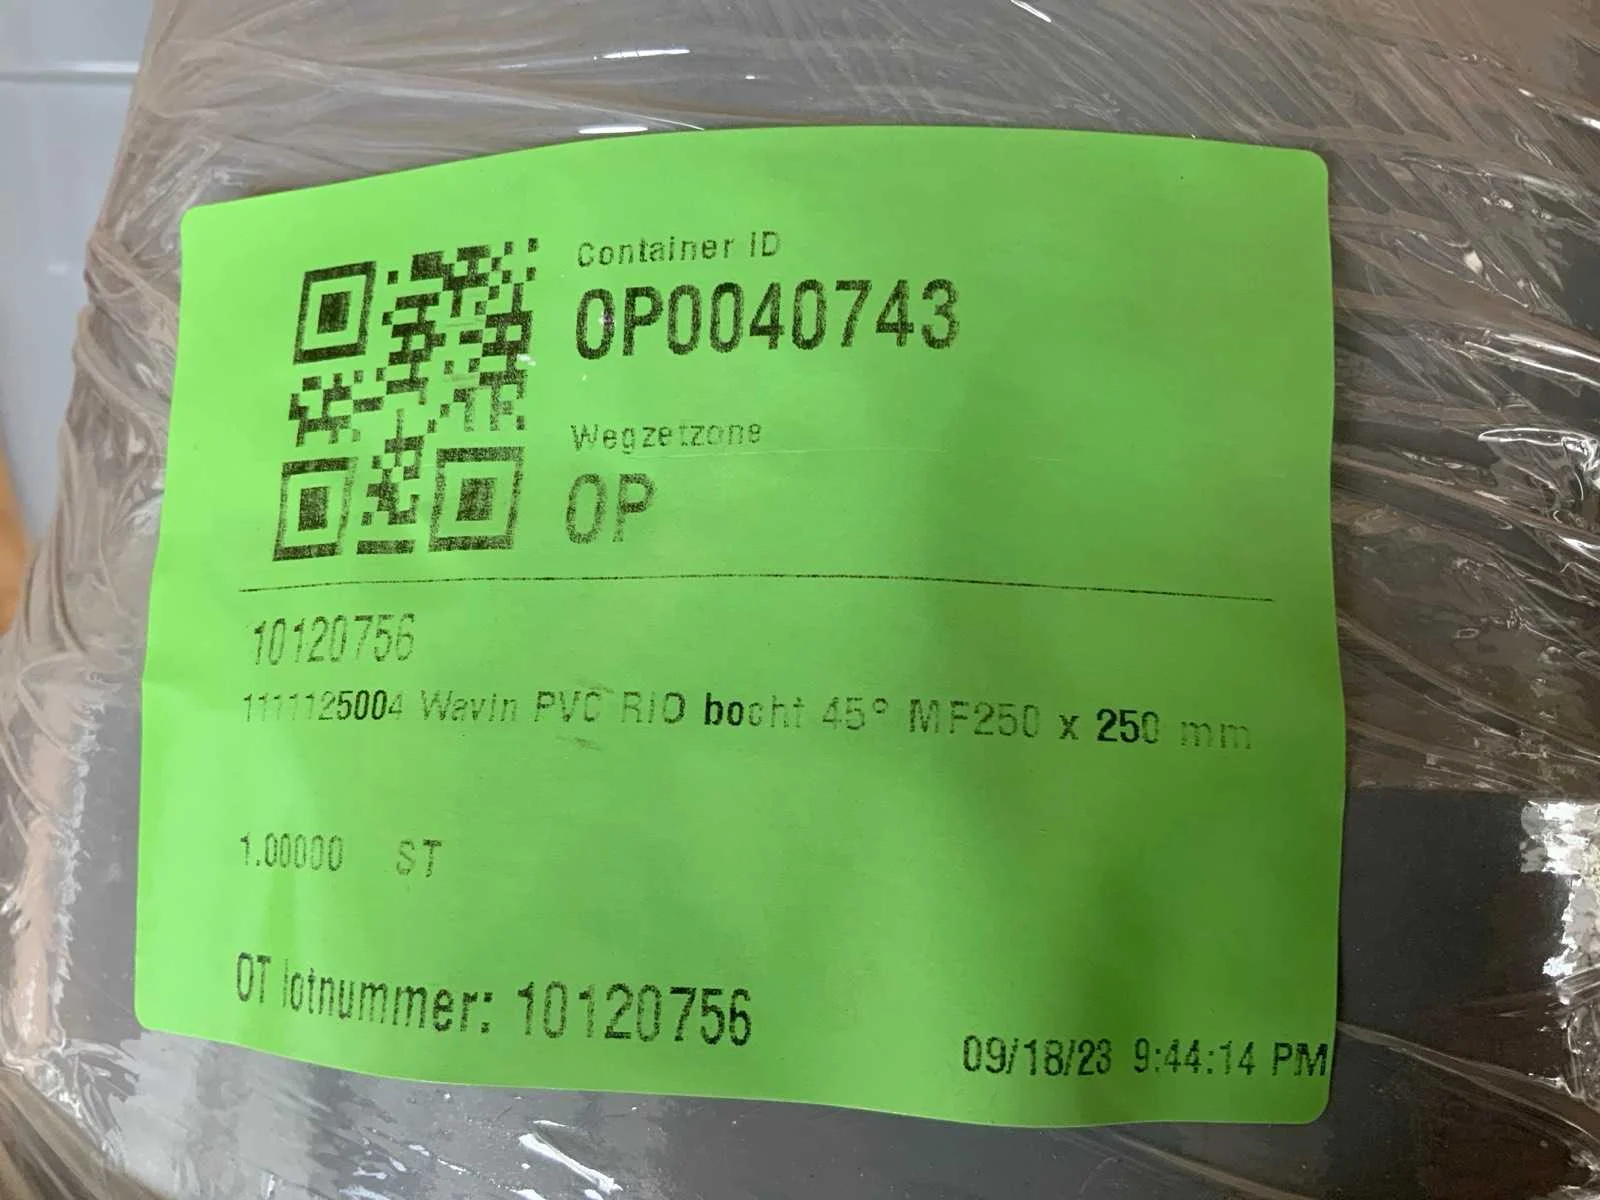 Container ID
OP0040743
Wegzetzone
OP
10120756
1111125004 Wavin PVC RIO bocht 45° MF250 x 250 mm
1.00000 ST
OT lotnummer: 10120756
09/18/23 9:44:14 PM